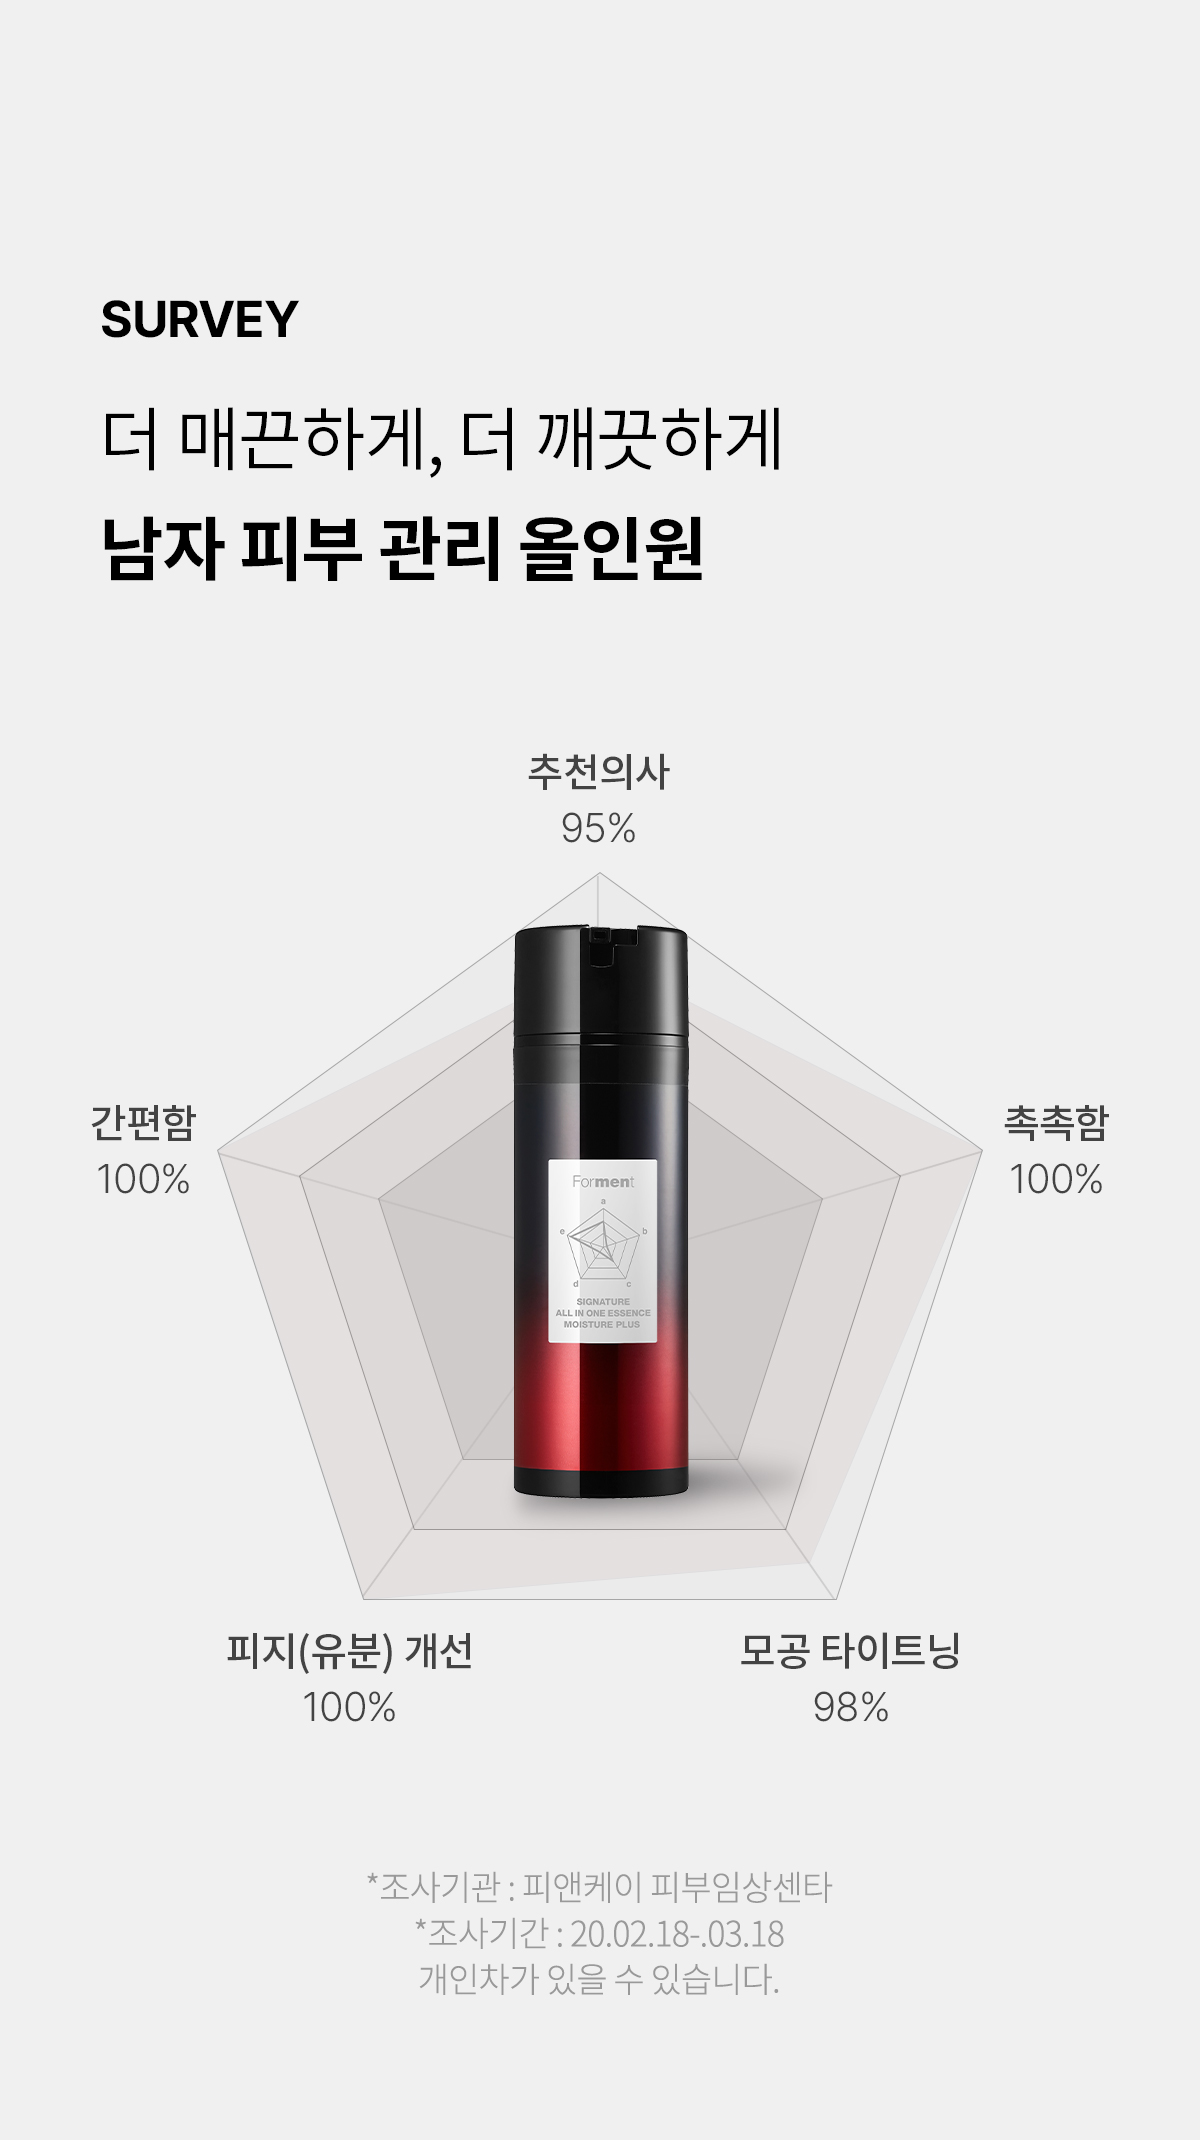 SURVEY
더 매끈하게, 더 깨끗하게
남자 피부 관리 올인원
추천의사
95%
간편함
100%
촉촉함
100%
Forment
a
e
b
d
c
SIGNATURE
ALL IN ONE ESSENCE
MOISTURE PLUS
피지(유분) 개선
100%
모공 타이트닝
98%
*조사기관 : 피앤케이 피부임상센타
*조사기간 : 20.02.18-.03.18
개인차가 있을 수 있습니다.